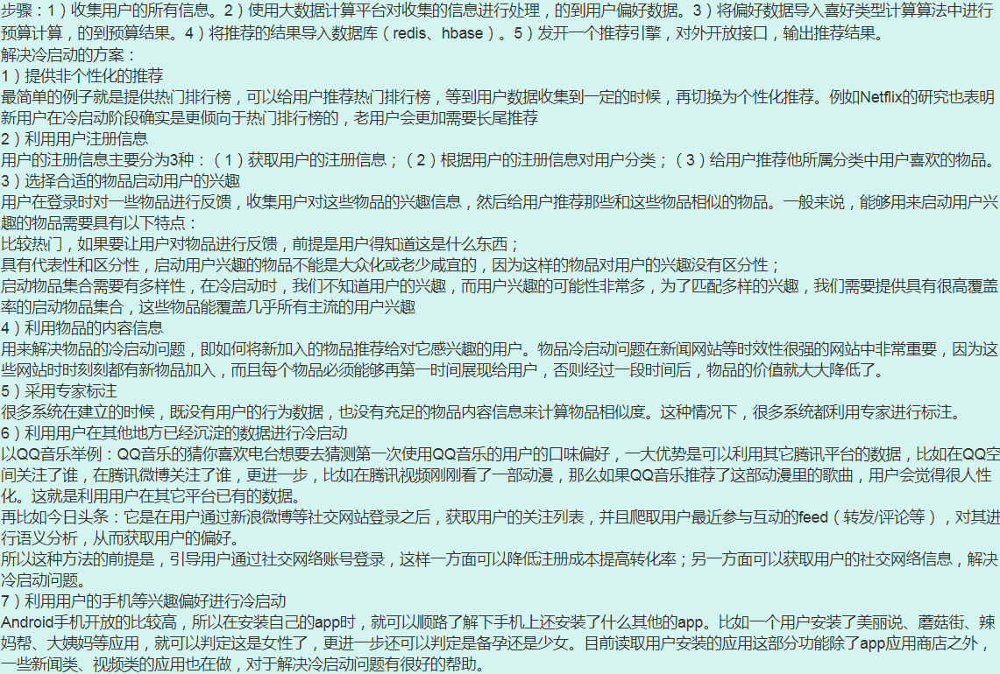 步骤：1）收集用户的所有信息。2）使用大数据计算平台对收集的信息进行处理，的到用户偏好数据。3）将偏好数据导入喜好类型计算算法中进行
预算计算，的到预算结果。4）将推荐的结果导入数据库（redis、hbase）。5）发开一个推荐引擎，对外开放接口，输出推荐结果。
解决冷启动的方案：
1）提供非个性化的推荐
最简单的例子就是提供热门排行榜，可以给用户推荐热门排行榜，等到用户数据收集到一定的时候，再切换为个性化推荐。例如Netflix的研究也表明
新用户在冷启动阶段确实是更倾向于热门排行榜的，老用户会更加需要长尾推荐
2）利用用户注册信息
用户的注册信息主要分为3种：（1）获取用户的注册信息；（2）根据用户的注册信息对用户分类；（3）给用户推荐他所属分类中用户喜欢的物品。
3）选择合适的物品启动用户的兴趣
用户在登录时对一些物品进行反馈，收集用户对这些物品的兴趣信息，然后给用户推荐那些和这些物品相似的物品。一般来说，能够用来启动用户兴
趣的物品需要具有以下特点：
比较热门，如果要让用户对物品进行反馈，前提是用户得知道这是什么东西；
具有代表性和区分性，启动用户兴趣的物品不能是大众化或老少咸宜的，因为这样的物品对用户的兴趣没有区分性；
启动物品集合需要有多样性，在冷启动时，我们不知道用户的兴趣，而用户兴趣的可能性非常多，为了匹配多样的兴趣，我们需要提供具有很高覆盖
率的启动物品集合，这些物品能覆盖几乎所有主流的用户兴趣
4）利用物品的内容信息
用来解决物品的冷启动问题，即如何将新加入的物品推荐给对它感兴趣的用户。物品冷启动问题在新闻网站等时效性很强的网站中非常重要，因为这
些网站时时刻刻都有新物品加入，而且每个物品必须能够再第一时间展现给用户，否则经过一段时间后，物品的价值就大大降低了。
5）采用专家标注
很多系统在建立的时候，既没有用户的行为数据，也没有充足的物品内容信息来计算物品相似度。这种情况下，很多系统都利用专家进行标注。
6）利用用户在其他地方已经沉淀的数据进行冷启动
以QQ音乐举例：QQ音乐的猜你喜欢电台想要去猜测第一次使用QQ音乐的用户的口味偏好，一大优势是可以利用其它腾讯平台的数据，比如在QQ空
间关注了谁，在腾讯微博关注了谁，更进一步，比如在腾讯视频刚刚看了一部动漫，那么如果QQ音乐推荐了这部动漫里的歌曲，用户会觉得很人性
化。这就是利用用户在其它平台已有的数据。
再比如今日头条：它是在用户通过新浪微博等社交网站登录之后，获取用户的关注列表，并且爬取用户最近参与互动的feed（转发/评论等），对其进
行语义分析，从而获取用户的偏好。
所以这种方法的前提是，引导用户通过社交网络账号登录，这样一方面可以降低注册成本提高转化率；另一方面可以获取用户的社交网络信息，解决
冷启动问题。
7）利用用户的手机等兴趣偏好进行冷启动
Android手机开放的比较高，所以在安装自己的app时，就可以顺路了解下手机上还安装了什么其他的app。比如一个用户安装了美丽说、蘑菇街、辣
妈帮、大姨妈等应用，就可以判定这是女性了，更进一步还可以判定是备孕还是少女。目前读取用户安装的应用这部分功能除了app应用商店之外，
一些新闻类、视频类的应用也在做，对于解决冷启动问题有很好的帮助。